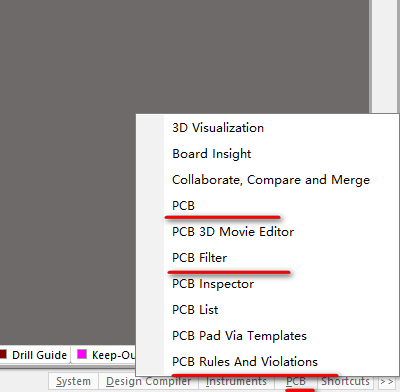 3D Visualization
Board Insight
Collaborate, Compare and Merge
PCB
PCB 3D Movie Editor
PCB Filter
PCB Inspector
PCB List
PCB Pad Via Templates
PCB Rules And Violations
Drill Guide Keep-Ou
System Design Compiler Instruments PCB Shortcuts >>